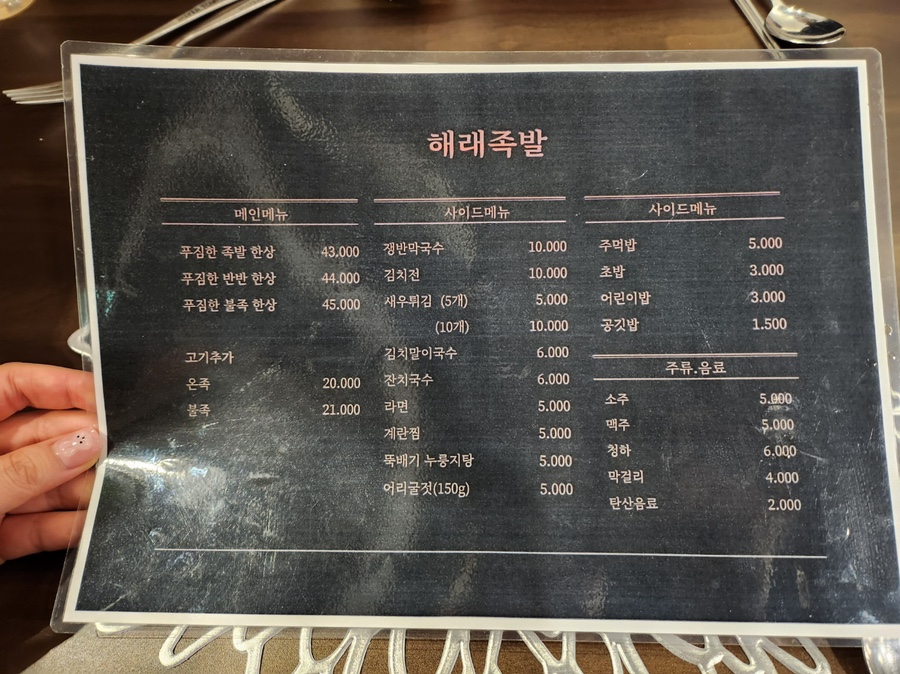 해래족발
메인메뉴
푸짐한 족발 한상 43.000
푸짐한 반반 한상 44.000
푸짐한 불족 한상 45.000
고기추가
온족 20.000
불족 21.000
사이드메뉴
쟁반막국수 10.000
김치전 10.000
새우튀김 (5개) 5.000
(10개) 10.000
김치말이국수 6.000
잔치국수 6.000
라면 5.000
계란찜 5.000
뚝배기 누룽지탕 5.000
어리굴젓(150g) 5.000
사이드메뉴
주먹밥 5.000
초밥 3.000
어린이밥 3.000
공깃밥 1.500
주류.음료
소주 5.000
맥주 5.000
청하 6.000
막걸리 4.000
탄산음료 2.000